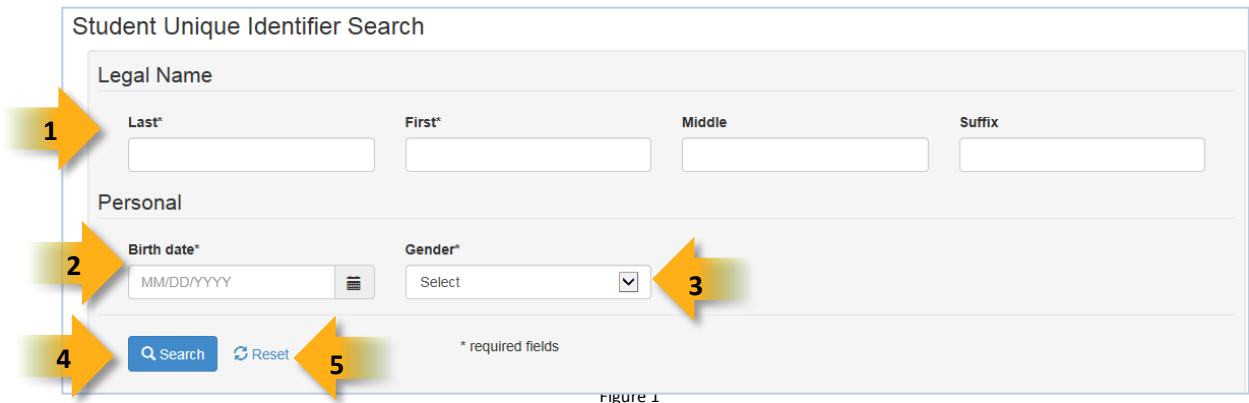 Student Unique Identifier Search
Legal Name
1
Last* First* Middle Suffix
Personal
Birth date* Gender*
2 MM/DD/YYYY Select 3
4 Search Reset 5 * required fields
Figure 1